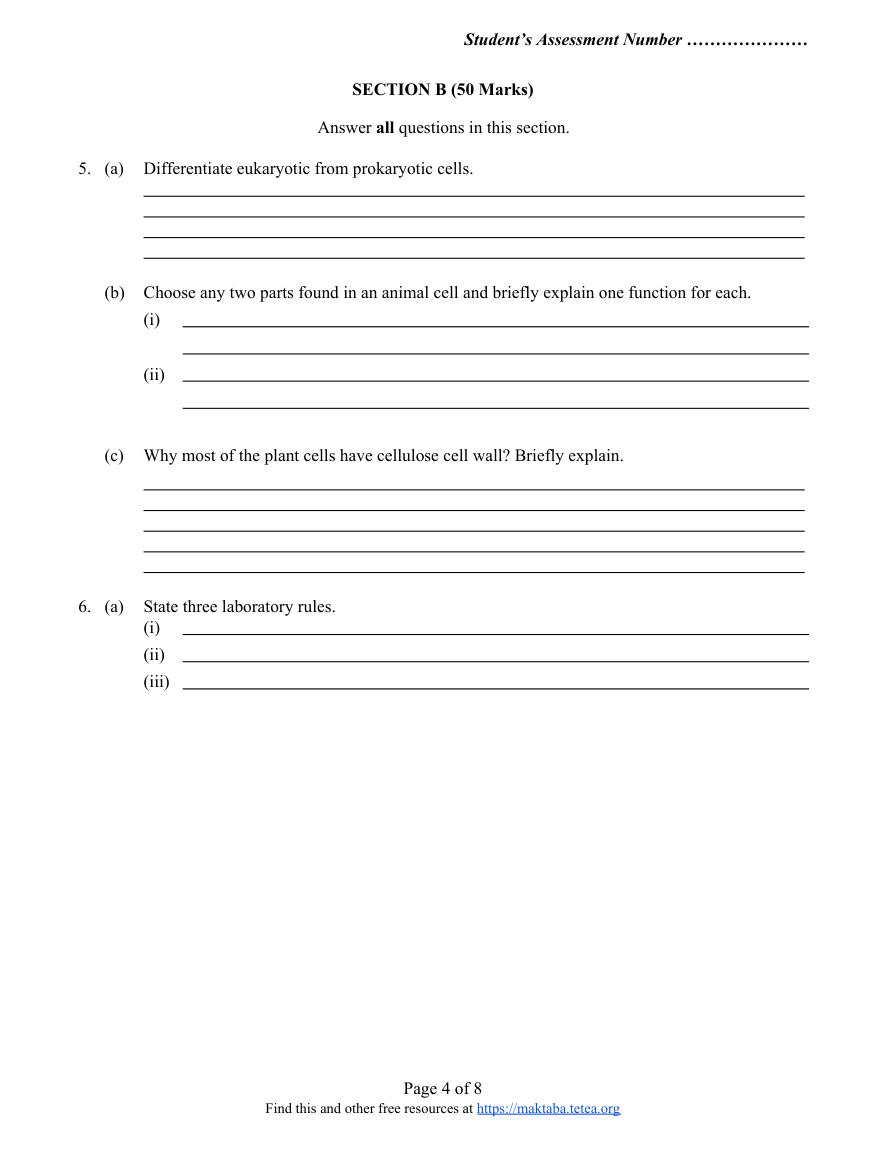 Student’s Assessment Number …………………
SECTION B (50 Marks)
Answer all questions in this section.
5. (a) Differentiate eukaryotic from prokaryotic cells.
(b) Choose any two parts found in an animal cell and briefly explain one function for each.
(i)
(ii)
(c) Why most of the plant cells have cellulose cell wall? Briefly explain.
6. (a) State three laboratory rules.
(i)
(ii)
(iii)
Page 4 of 8
Find this and other free resources at https://maktaba.tetea.org